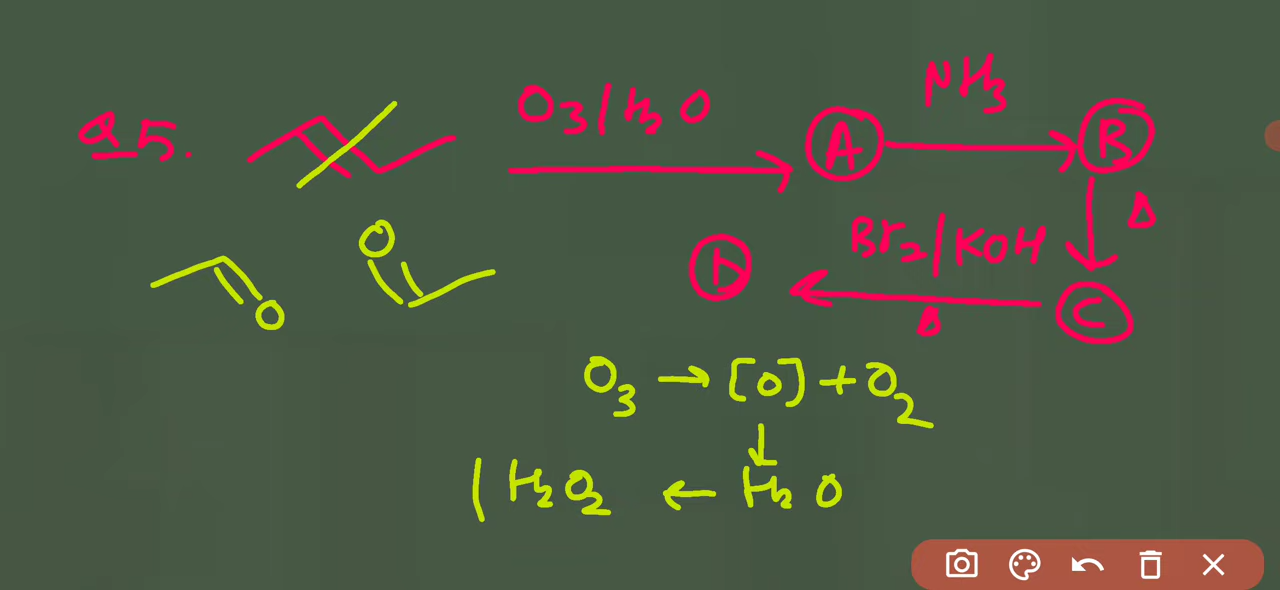 Q5. O3/H2O A NH3 B
Δ
D Br2/KOH Δ C
O O
O3 → [O] + O2
↓
| H2O2 ← H2O